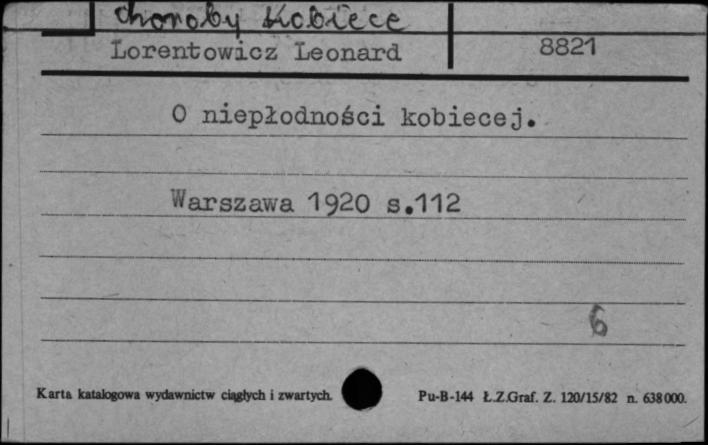 choroby kobiece
Lorentowicz Leonard 8821
O niepłodności kobiecej.
Warszawa 1920 s.112
6
Karta katalogowa wydawnictw ciągłych i zwartych. Pu-B-144 Ł.Z.Graf. Z. 120/15/82 n. 638000.